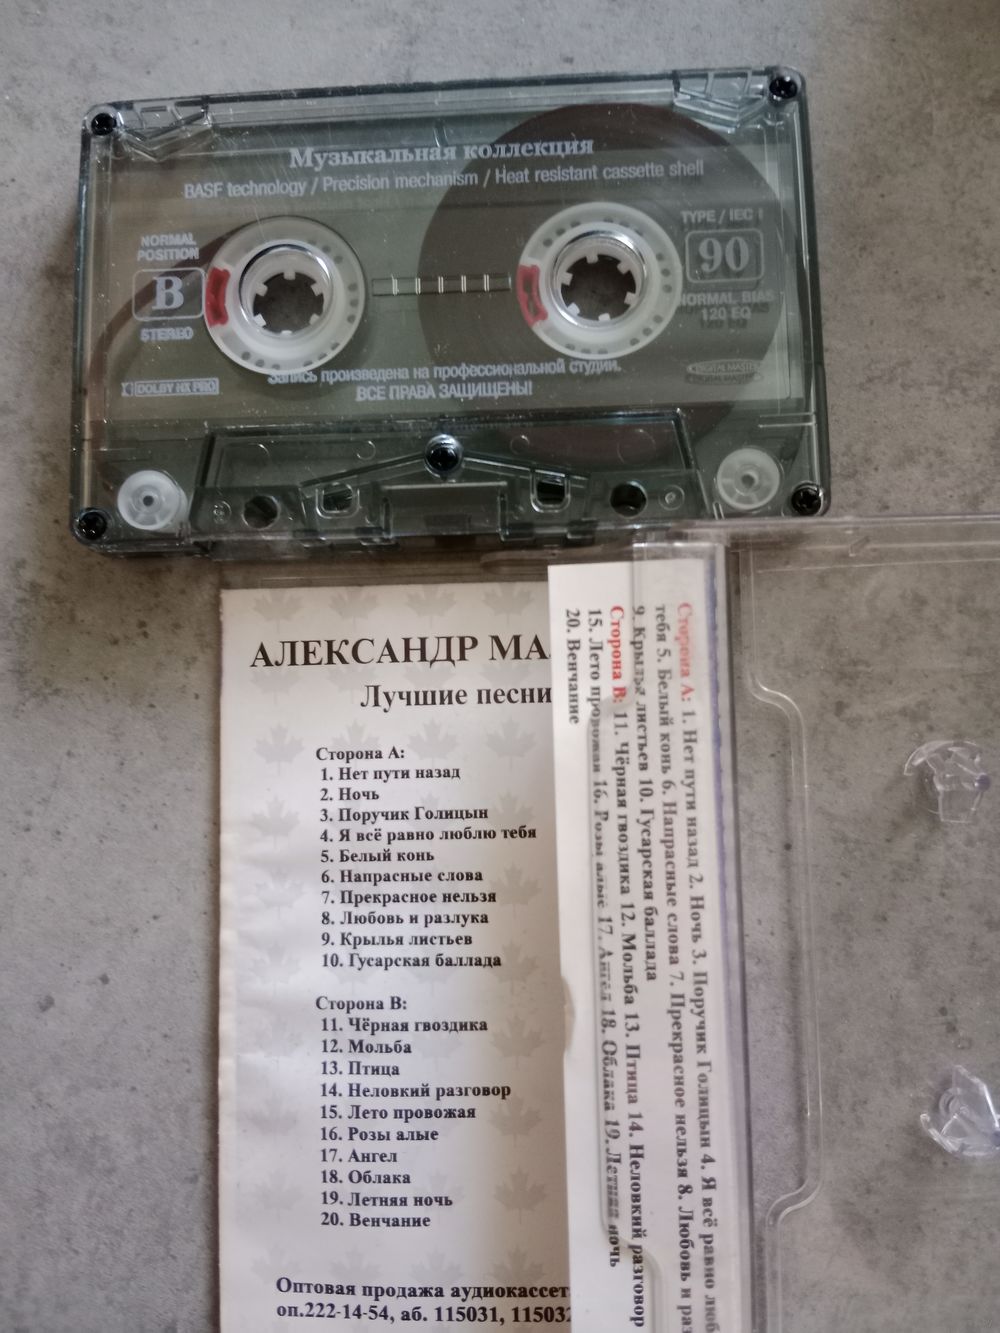 Музыкальная коллекция
BASF technology / Precision mechanism / Heat resistant cassette shell
NORMAL
POSITION
B
STEREO
DOLBY HX PRO
TYPE / IEC I
90
NORMAL BIAS
120 EQ
DIGITAL MASTER
Запись произведена на профессиональной студии.
ВСЕ ПРАВА ЗАЩИЩЕНЫ!
АЛЕКСАНДР
Лучшие песни
Сторона А:
1. Нет пути назад
2. Ночь
3. Поручик Голицын
4. Я всё равно люблю тебя
5. Белый конь
6. Напрасные слова
7. Прекрасное нельзя
8. Любовь и разлука
9. Крылья листьев
10. Гусарская баллада
Сторона В:
11. Чёрная гвоздика
12. Мольба
13. Птица
14. Неловкий разговор
15. Лето провожая
16. Розы алые
17. Ангел
18. Облака
19. Летняя ночь
20. Венчание
Оптовая продажа аудиокассет
оп.222-14-54, аб. 115031, 115032
Сторона А: 1. Нет пути назад 2. Ночь 3. Поручик Голицын 4. Я всё равно
тебя 5. Белый конь 6. Напрасные слова 7. Прекрасное нельзя 8. Любовь и
9. Крылья листьев 10. Гусарская баллада
Сторона В: 11. Чёрная гвоздика 12. Мольба 13. Птица 14. Неловкий разговор
15. Лето провожая 16. Розы алые 17. Ангел 18. Облака 19. Летняя ночь
20. Венчание